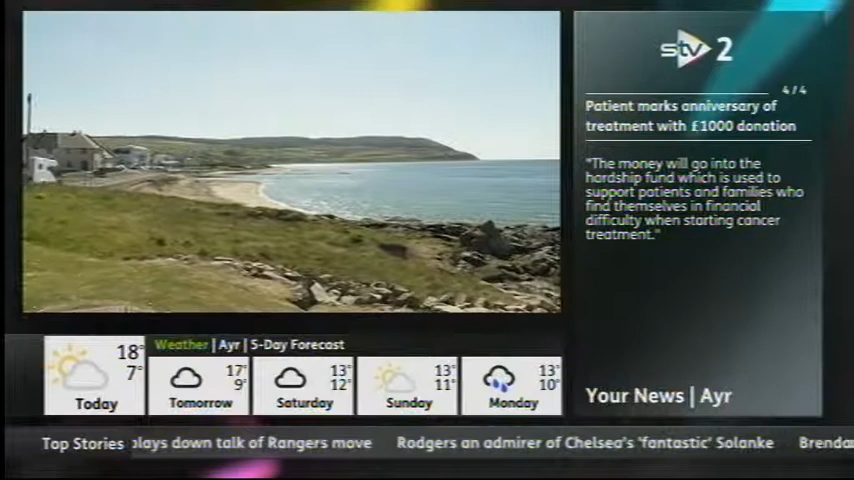 stv 2
4/4
Patient marks anniversary of
treatment with £1000 donation
"The money will go into the
hardship fund which is used to
support patients and families who
find themselves in financial
difficulty when starting cancer
treatment."
Your News | Ayr
Weather | Ayr | 5-Day Forecast
18°
7°
Today
17°
9°
Tomorrow
13°
12°
Saturday
13°
11°
Sunday
13°
10°
Monday
Top Stories plays down talk of Rangers move Rodgers an admirer of Chelsea's 'fantastic' Solanke